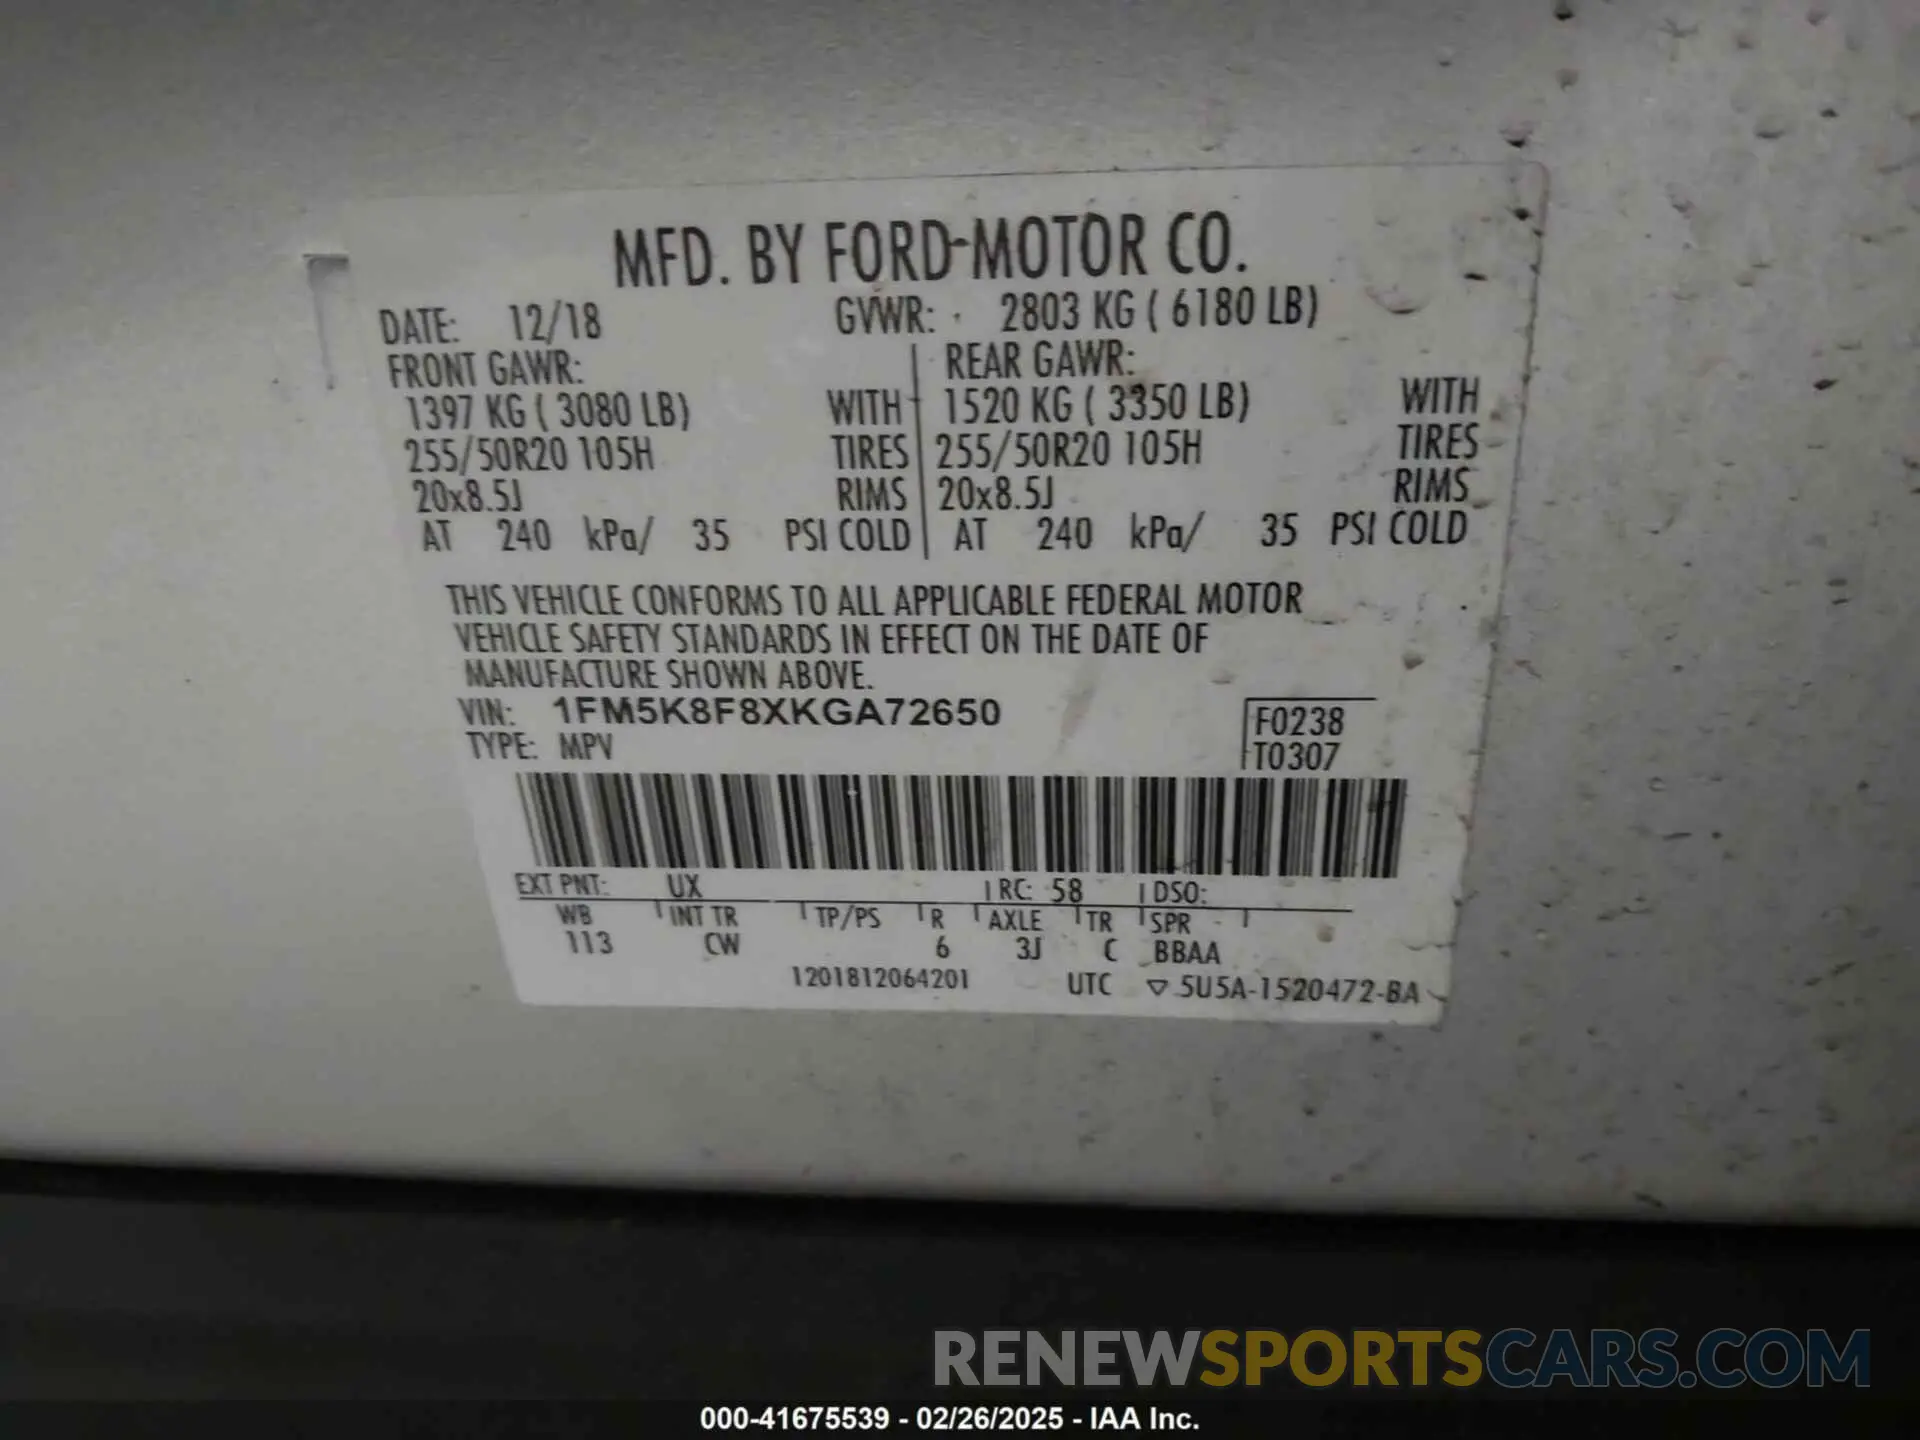 MFD. BY FORD MOTOR CO.
DATE: 12/18 GVWR: 2803 KG ( 6180 LB)
FRONT GAWR: REAR GAWR:
1397 KG ( 3080 LB) WITH 1520 KG ( 3350 LB) WITH
255/50R20 105H TIRES 255/50R20 105H TIRES
20x8.5J RIMS 20x8.5J RIMS
AT 240 kPa/ 35 PSI COLD AT 240 kPa/ 35 PSI COLD
THIS VEHICLE CONFORMS TO ALL APPLICABLE FEDERAL MOTOR
VEHICLE SAFETY STANDARDS IN EFFECT ON THE DATE OF
MANUFACTURE SHOWN ABOVE.
VIN: 1FM5K8F8XKGA72650 F0238
TYPE: MPV T0307
EXT PNT: UX RC: 58 DSO:
WB INT TR TP/PS R AXLE TR SPR
113 CW 6 3J C BBAA
1201812064201 UTC ▽ 5U5A-1520472-BA
RENEWSPORTSCARS.COM
000-41675539 - 02/26/2025 - IAA Inc.